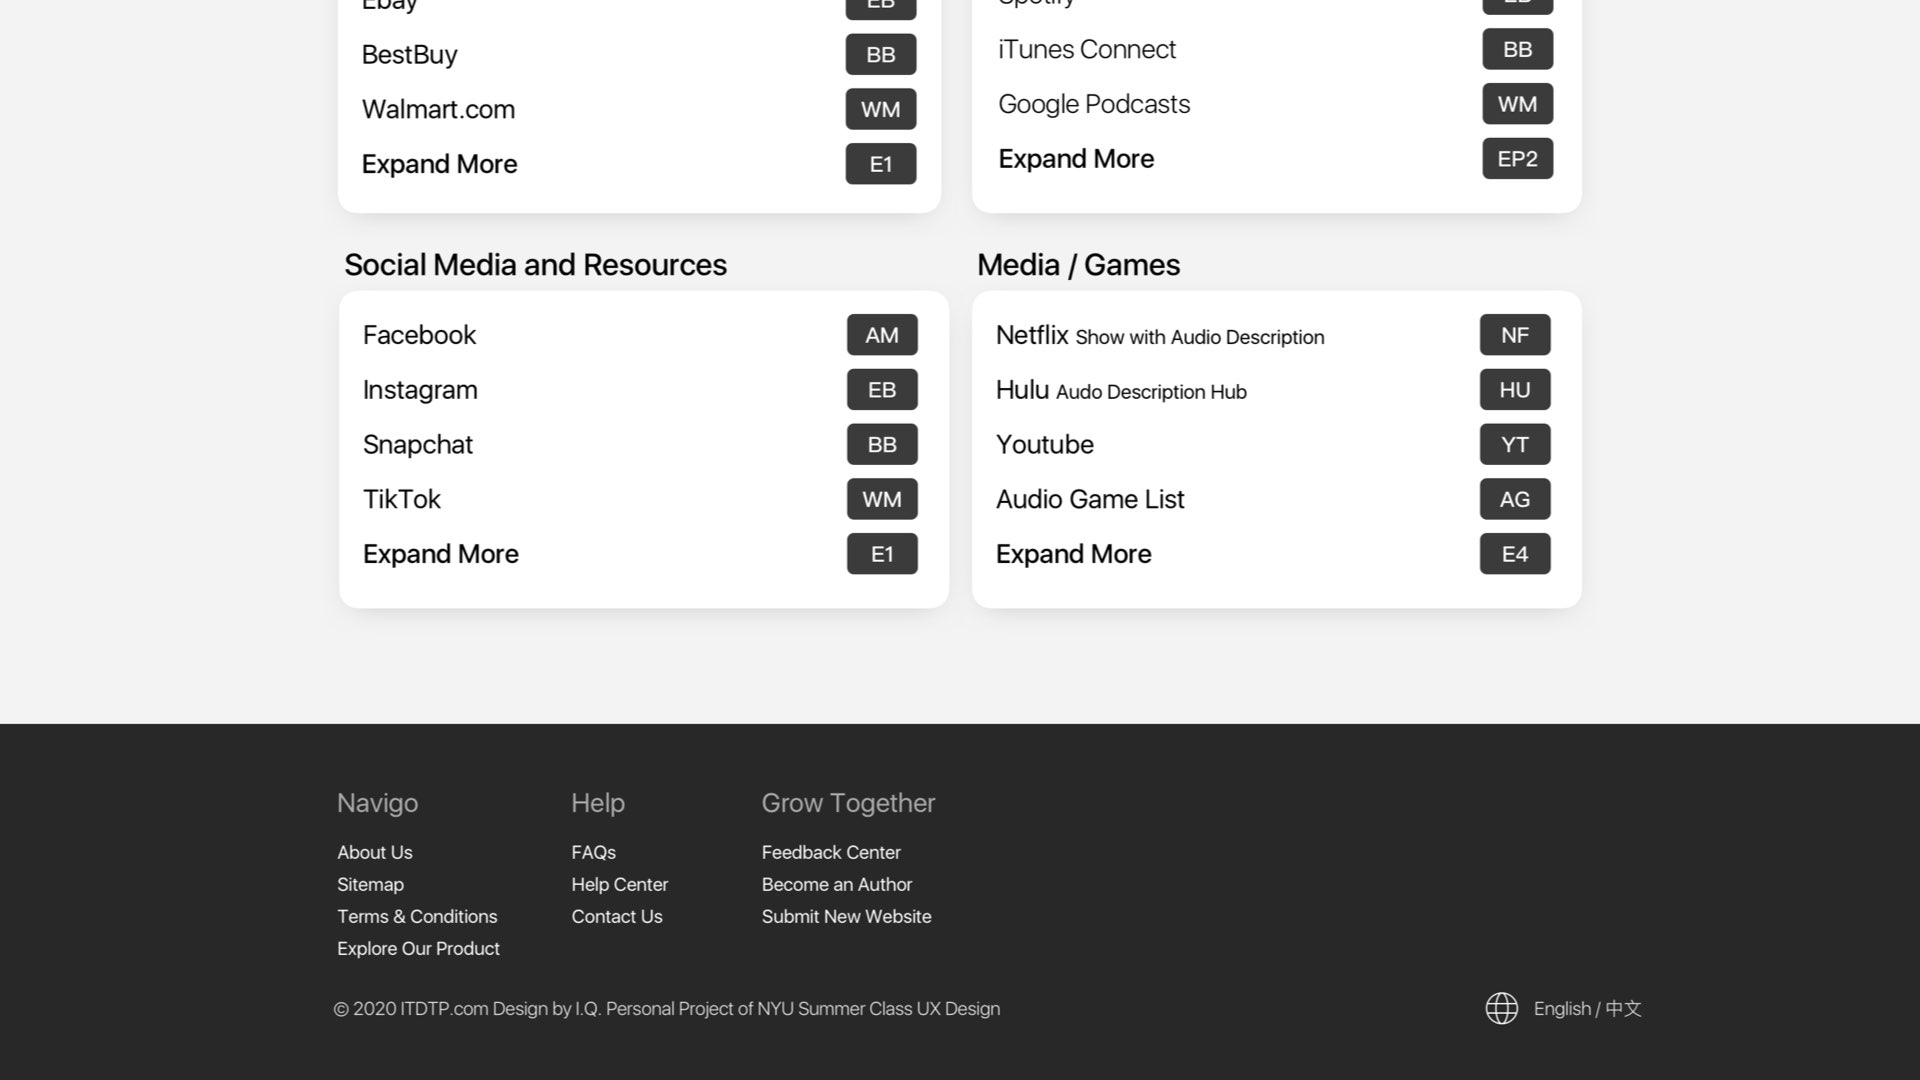 Ebay EB
BestBuy BB
Walmart.com WM
Expand More E1
Spotify EB
iTunes Connect BB
Google Podcasts WM
Expand More EP2
Social Media and Resources
Facebook AM
Instagram EB
Snapchat BB
TikTok WM
Expand More E1
Media / Games
Netflix Show with Audio Description NF
Hulu Audo Description Hub HU
Youtube YT
Audio Game List AG
Expand More E4
Navigo
About Us
Sitemap
Terms & Conditions
Explore Our Product
Help
FAQs
Help Center
Contact Us
Grow Together
Feedback Center
Become an Author
Submit New Website
© 2020 ITDTP.com Design by I.Q. Personal Project of NYU Summer Class UX Design
English / 中文